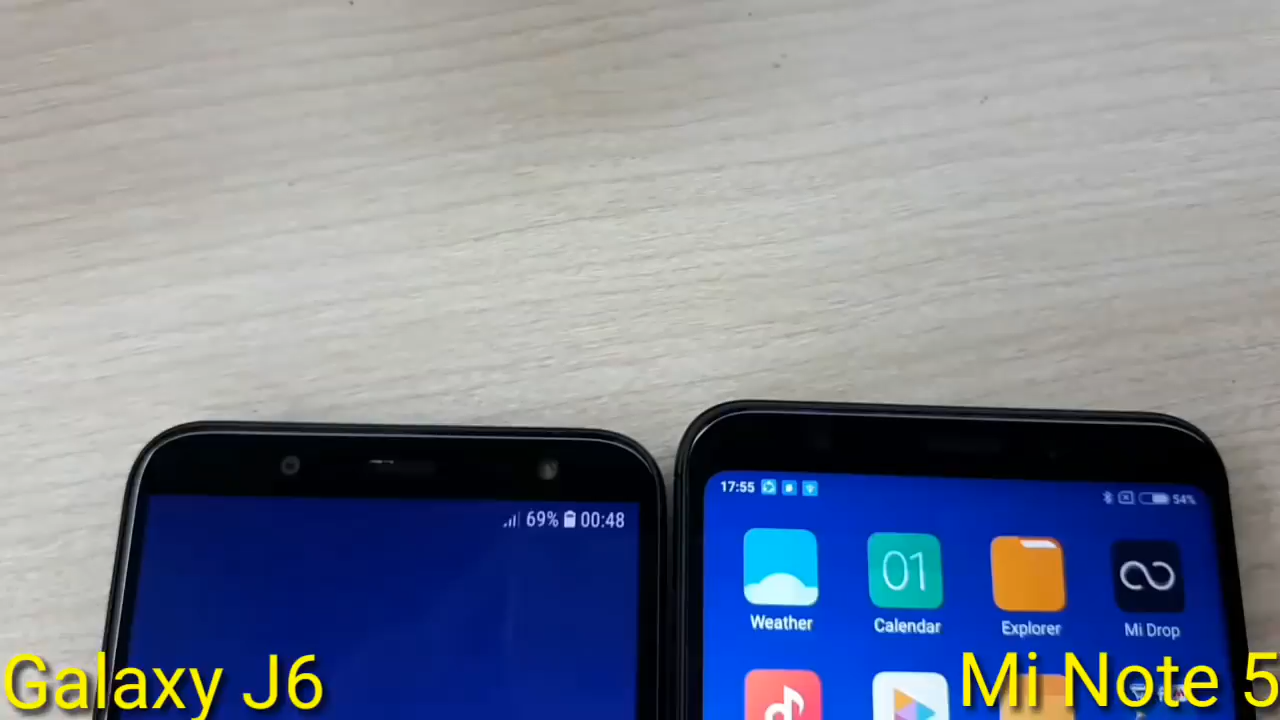 69% 00:48
17:55
54%
Weather
Calendar
01
Explorer
Mi Drop
Galaxy J6
Mi Note 5